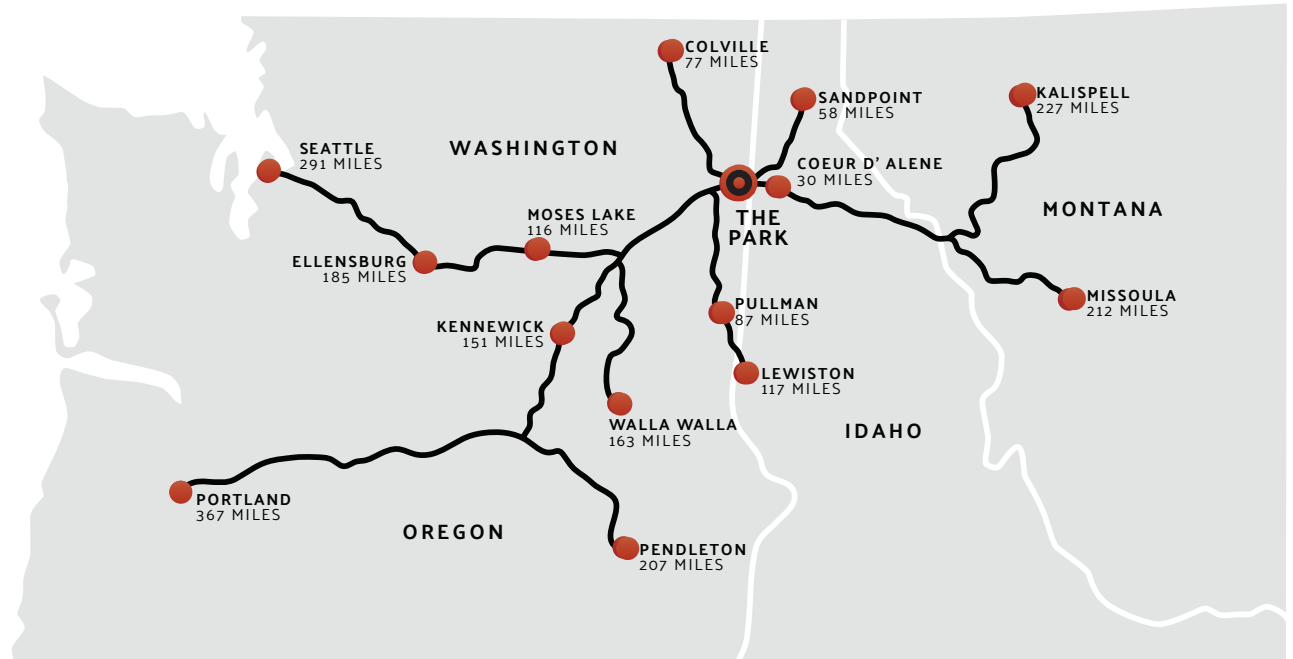 COLVILLE
77 MILES
SANDPOINT
58 MILES
KALISPELL
227 MILES
SEATTLE
291 MILES
WASHINGTON
COEUR D' ALENE
30 MILES
THE
PARK
MONTANA
MOSES LAKE
116 MILES
ELLENSBURG
185 MILES
MISSOULA
212 MILES
PULLMAN
87 MILES
KENNEWICK
151 MILES
LEWISTON
117 MILES
WALLA WALLA
163 MILES
IDAHO
PORTLAND
367 MILES
OREGON
PENDLETON
207 MILES